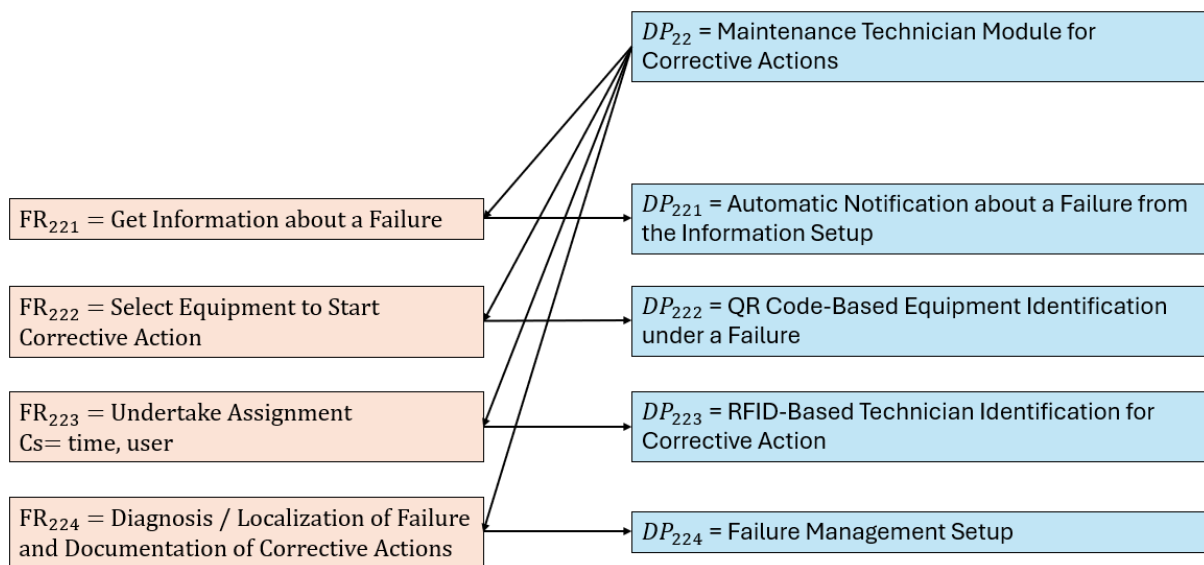 DP₂₂ = Maintenance Technician Module for
Corrective Actions
FR₂₂₁ = Get Information about a Failure
DP₂₂₁ = Automatic Notification about a Failure from
the Information Setup
FR₂₂₂ = Select Equipment to Start
Corrective Action
DP₂₂₂ = QR Code-Based Equipment Identification
under a Failure
FR₂₂₃ = Undertake Assignment
Cs= time, user
DP₂₂₃ = RFID-Based Technician Identification for
Corrective Action
FR₂₂₄ = Diagnosis / Localization of Failure
and Documentation of Corrective Actions
DP₂₂₄ = Failure Management Setup